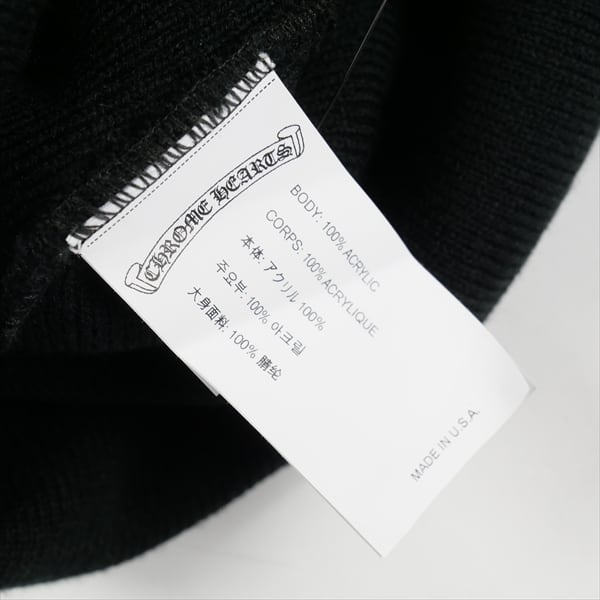 CHROME HEARTS
BODY: 100% ACRYLIC
CORPS: 100% ACRYLIQUE
本体: アクリル 100%
주요부: 100% 아크릴
大身面料: 100% 腈纶
MADE IN U.S.A.